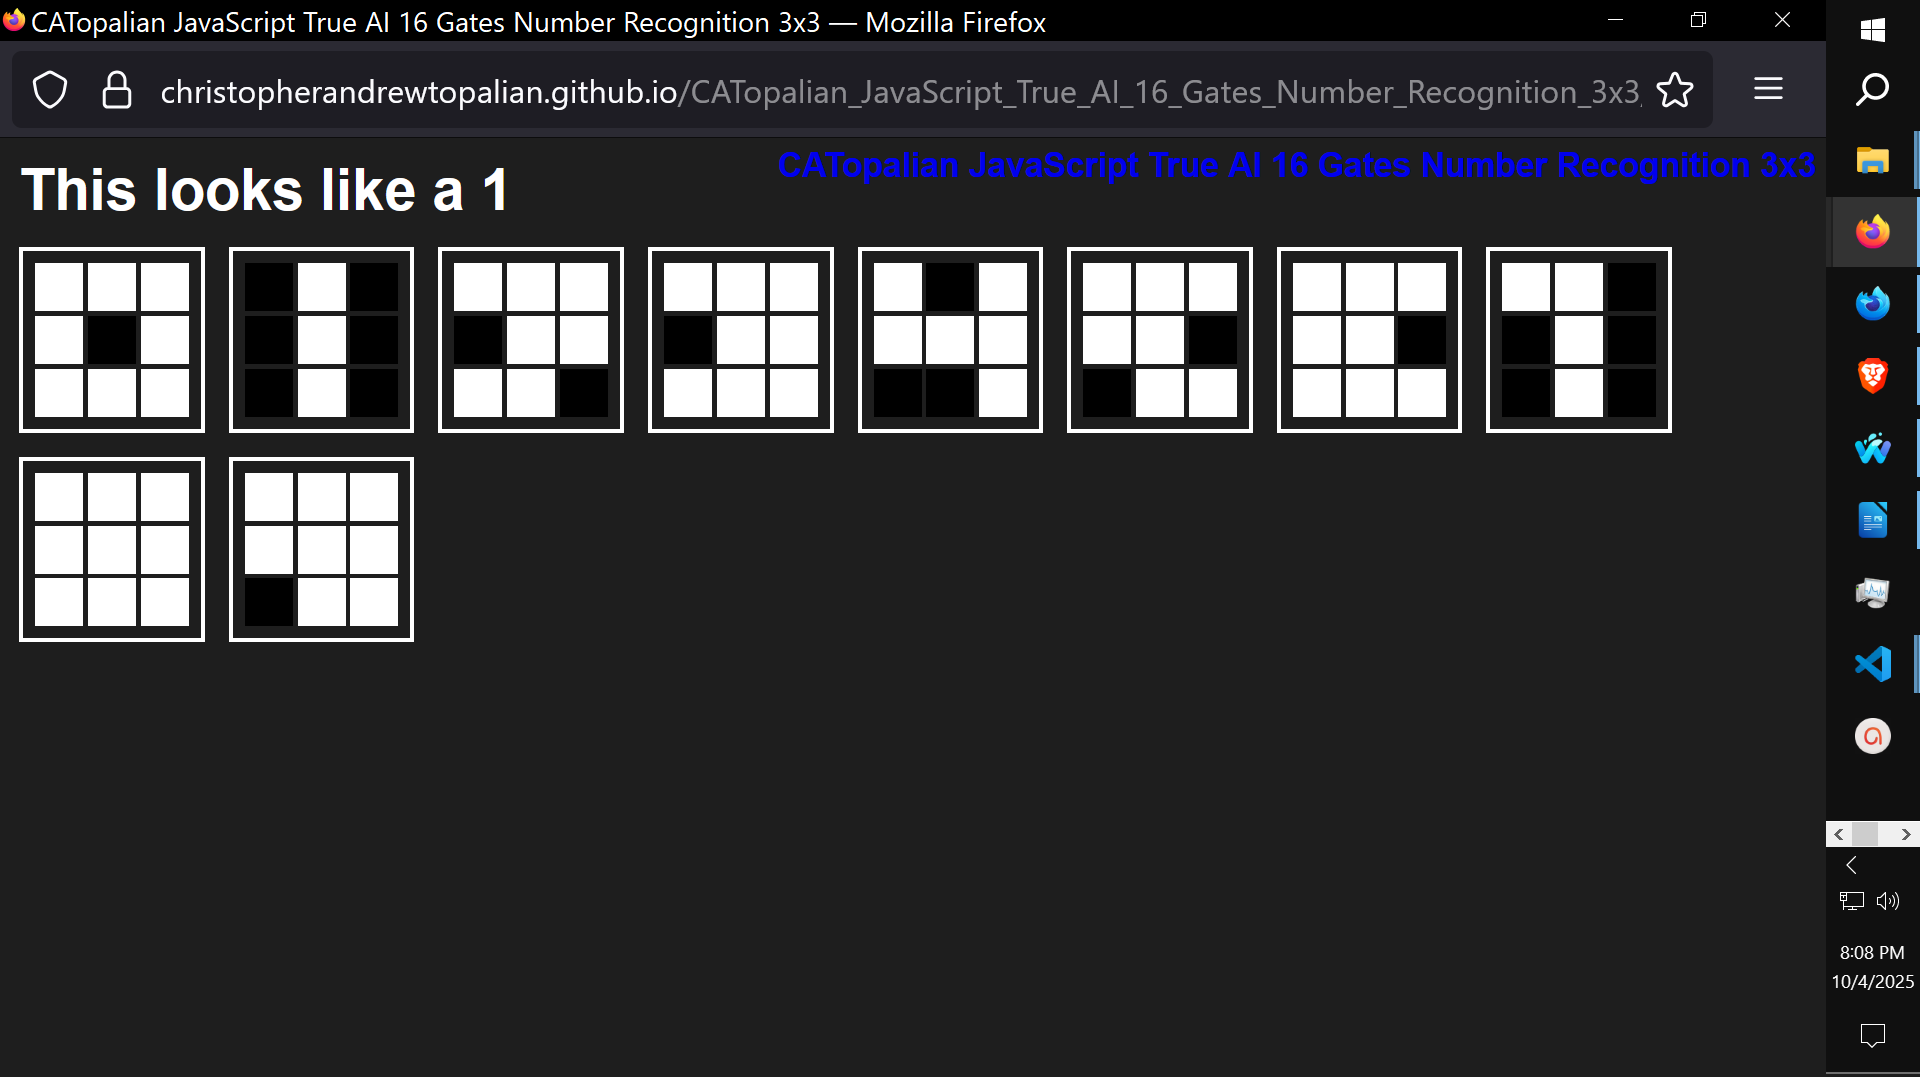 CATopalian JavaScript True AI 16 Gates Number Recognition 3x3 — Mozilla Firefox
christopherandrewtopalian.github.io/CATopalian_JavaScript_True_AI_16_Gates_Number_Recognition_3x3
CATopalian JavaScript True AI 16 Gates Number Recognition 3x3
This looks like a 1
8:08 PM
10/4/2025